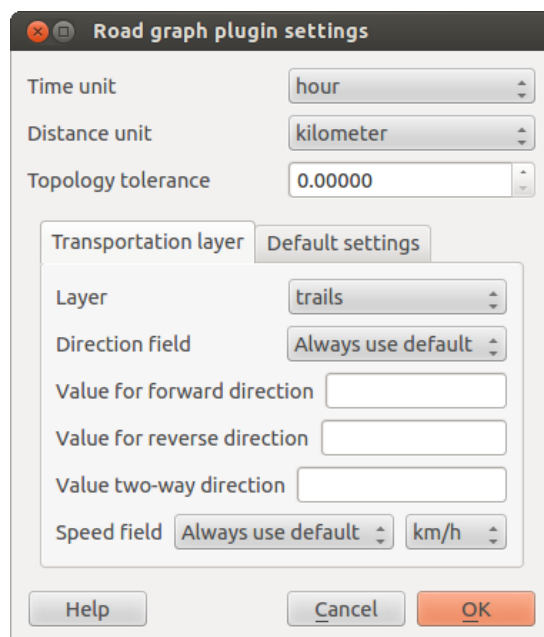 Road graph plugin settings
Time unit hour
Distance unit kilometer
Topology tolerance 0.00000
Transportation layer Default settings
Layer trails
Direction field Always use default
Value for forward direction
Value for reverse direction
Value two-way direction
Speed field Always use default km/h
Help Cancel OK